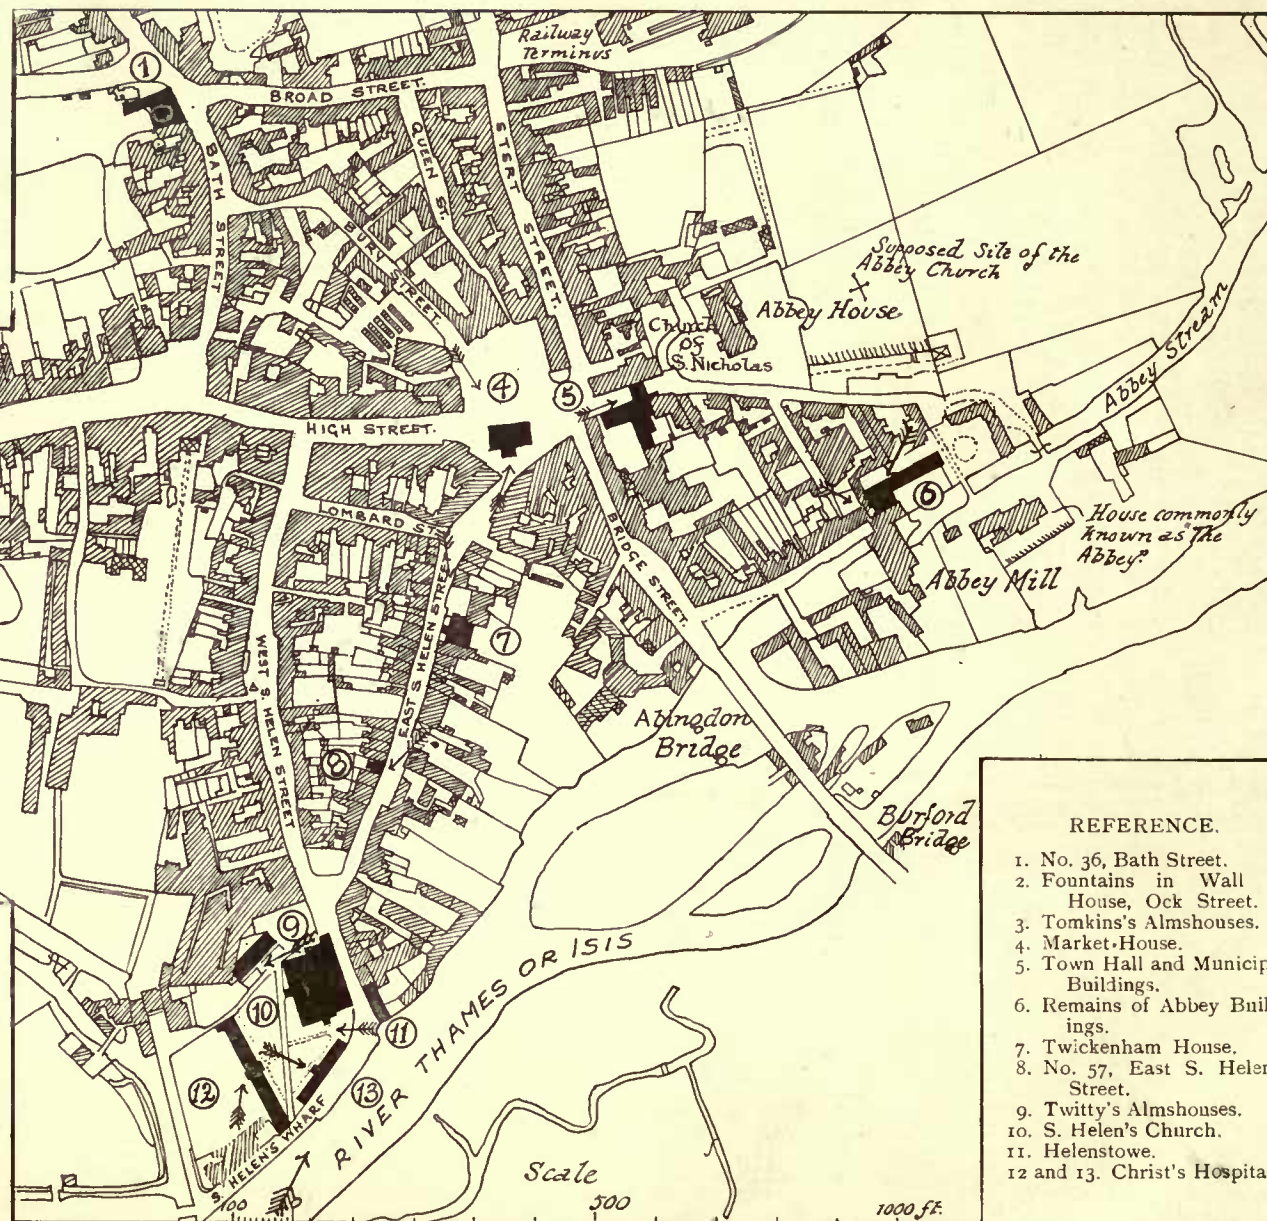 Railway
Terminus
1
BROAD STREET.
QUEEN ST.
BATH STREET
STERT STREET.
BURY STREET.
Supposed Site of the
Abbey Church
Abbey House
Church
of
S. Nicholas
Abbey Stream
4
5
HIGH STREET.
6
OMBARD ST.
BRIDGE STREET.
House commonly
known as The
Abbey."
Abbey Mill
7
WEST S. HELEN STREET
EAST S. HELEN STREET
8
Abingdon
Bridge
Burford
Bridge
9
10
11
12
13
RIVER THAMES OR ISIS
S. HELEN'S WHARF
Scale
100
500
1000 ft.
REFERENCE.
1. No. 36, Bath Street.
2. Fountains in Wall
House, Ock Street.
3. Tomkins's Almshouses.
4. Market-House.
5. Town Hall and Municip
Buildings.
6. Remains of Abbey Buil
ings.
7. Twickenham House.
8. No. 57, East S. Helen
Street.
9. Twitty's Almshouses.
10. S. Helen's Church.
11. Helenstowe.
12 and 13. Christ's Hospita